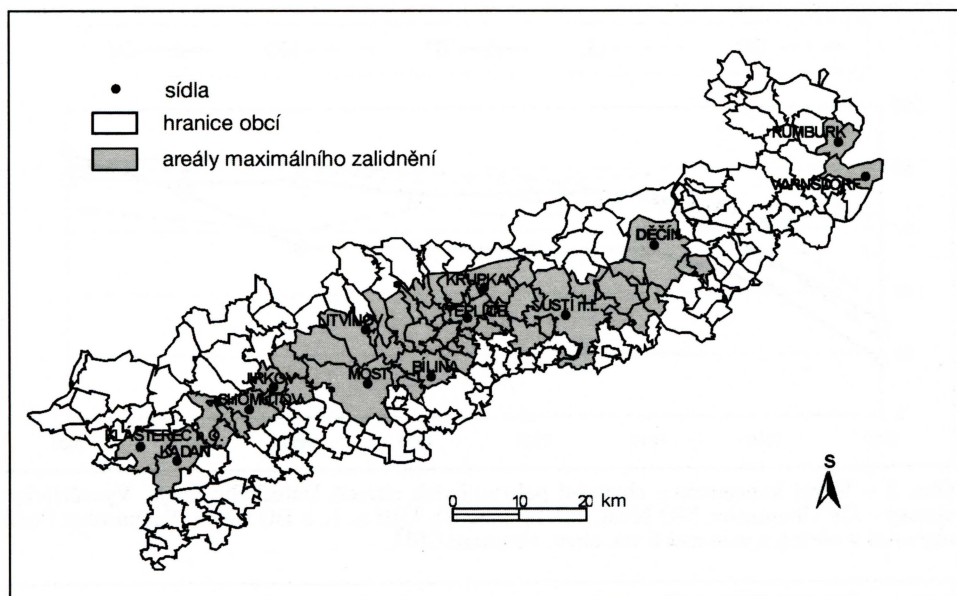 sídla
hranice obcí
areály maximálního zalidnění
RUMBURK
VARNSDORF
DĚČÍN
KRUPKA
TEPLICE
ÚSTÍ n.L.
LITVÍNOV
BÍLINA
MOST
JIRKOV
CHOMUTOV
KLÁŠTEREC n.O.
KADAŇ
S
0 10 20 km